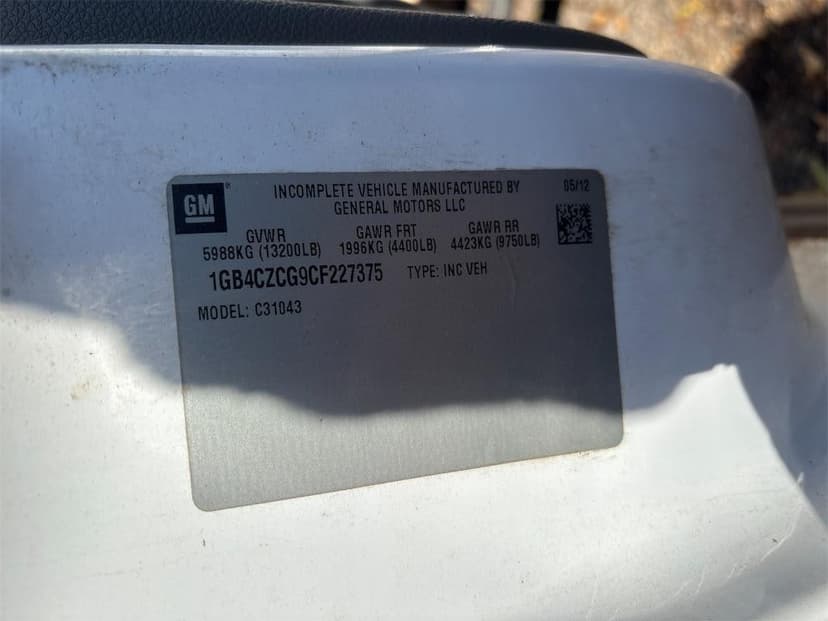 GM ®
INCOMPLETE VEHICLE MANUFACTURED BY 05/12
GENERAL MOTORS LLC
GVWR GAWR FRT GAWR RR
5988KG (13200LB) 1996KG (4400LB) 4423KG (9750LB)
1GB4CZCG9CF227375 TYPE: INC VEH
MODEL: C31043